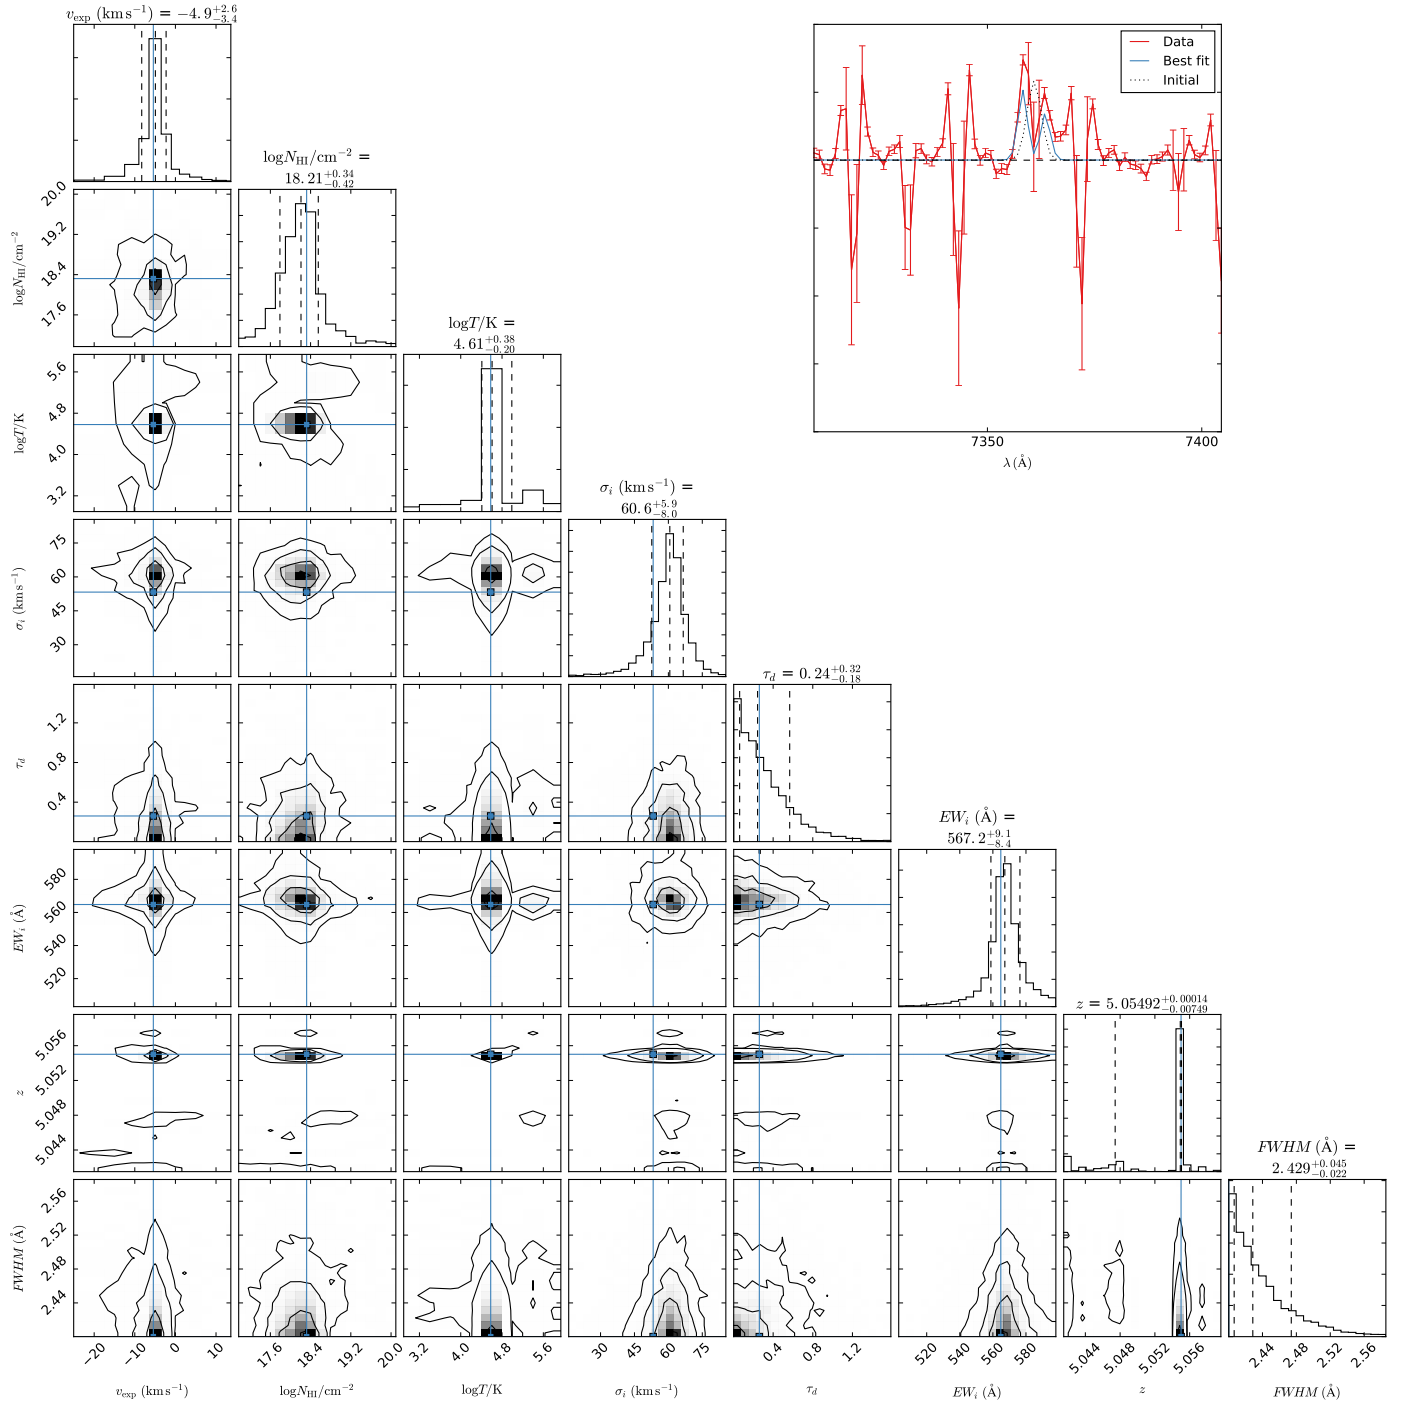 v_exp (km s⁻¹) = −4.9 +2.6 −3.4
Data
Best fit
Initial
7350
7400
λ (Å)
log N_HI/cm⁻² =
18.21 +0.34 −0.42
20.0
19.2
18.4
17.6
log N_HI/cm⁻²
log T/K =
4.61 +0.38 −0.20
5.6
4.8
4.0
3.2
log T/K
σ_i (km s⁻¹) =
60.6 +5.9 −8.0
75
60
45
30
σ_i (km s⁻¹)
τ_d = 0.24 +0.32 −0.18
1.2
0.8
0.4
τ_d
EW_i (Å) =
567.2 +9.1 −8.4
580
560
540
520
EW_i (Å)
z = 5.05492 +0.00014 −0.00749
5.056
5.052
5.048
5.044
z
FWHM (Å) =
2.429 +0.045 −0.022
2.56
2.52
2.48
2.44
FWHM (Å)
−20 −10 0 17.6 18.4 19.2 20.0 3.2 4.0 4.8 5.6 30 45 60 75 0.4 0.8 1.2 520 540 560 580 5.044 5.048 5.052 5.056 2.44 2.48 2.52 2.56
v_exp (km s⁻¹) log N_HI/cm⁻² log T/K σ_i (km s⁻¹) τ_d EW_i (Å) z FWHM (Å)